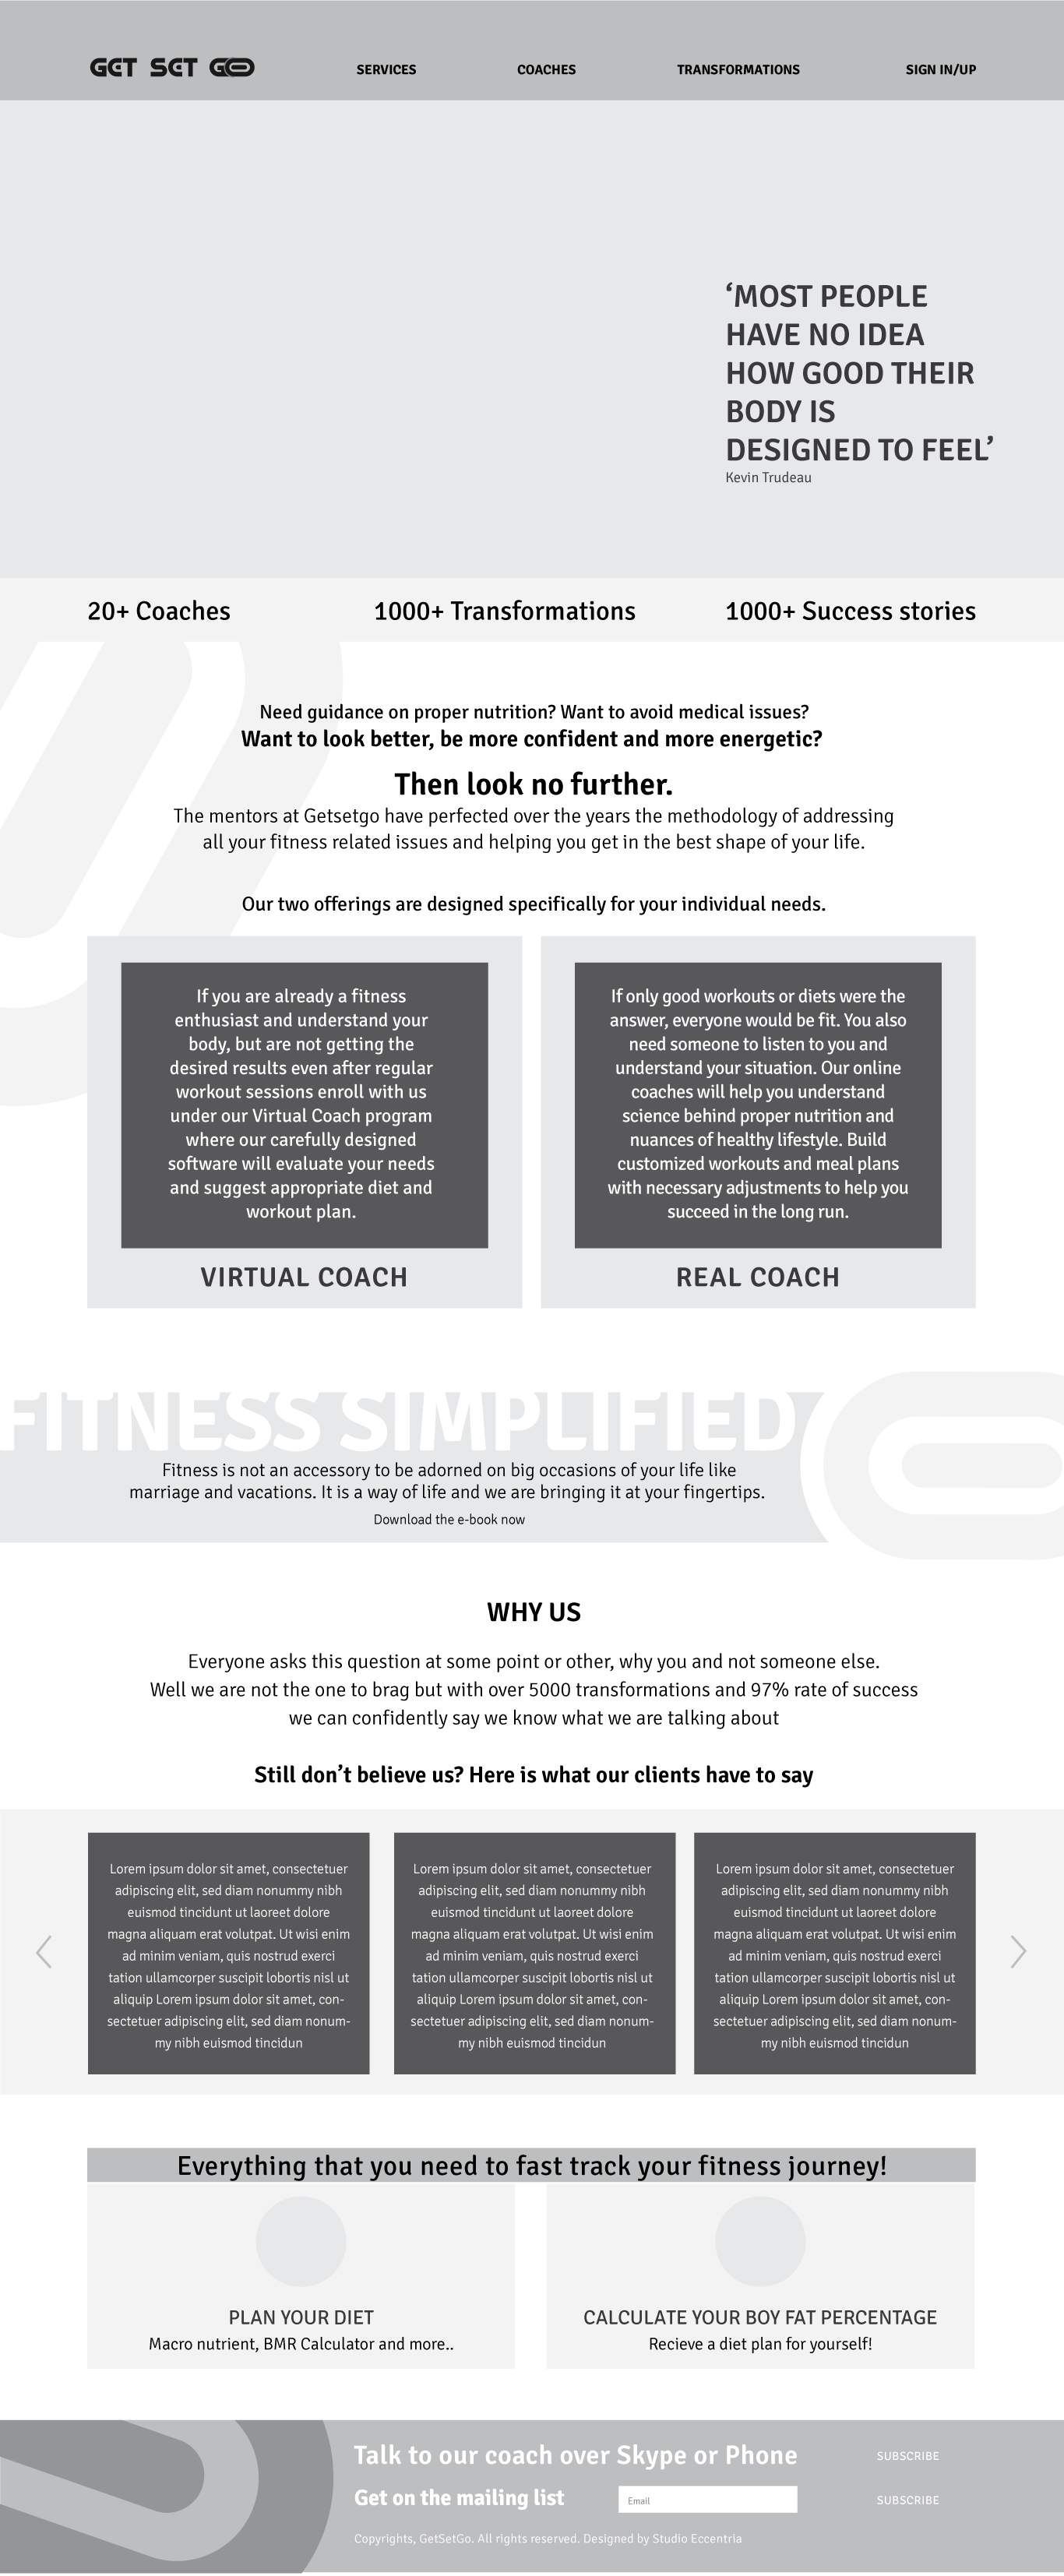 GET SET GO
SERVICES
COACHES
TRANSFORMATIONS
SIGN IN/UP
‘MOST PEOPLE
HAVE NO IDEA
HOW GOOD THEIR
BODY IS
DESIGNED TO FEEL’
Kevin Trudeau
20+ Coaches
1000+ Transformations
1000+ Success stories
Need guidance on proper nutrition? Want to avoid medical issues?
Want to look better, be more confident and more energetic?
Then look no further.
The mentors at Getsetgo have perfected over the years the methodology of addressing
all your fitness related issues and helping you get in the best shape of your life.
Our two offerings are designed specifically for your individual needs.
If you are already a fitness
enthusiast and understand your
body, but are not getting the
desired results even after regular
workout sessions enroll with us
under our Virtual Coach program
where our carefully designed
software will evaluate your needs
and suggest appropriate diet and
workout plan.
VIRTUAL COACH
If only good workouts or diets were the
answer, everyone would be fit. You also
need someone to listen to you and
understand your situation. Our online
coaches will help you understand
science behind proper nutrition and
nuances of healthy lifestyle. Build
customized workouts and meal plans
with necessary adjustments to help you
succeed in the long run.
REAL COACH
FITNESS SIMPLIFIED
Fitness is not an accessory to be adorned on big occasions of your life like
marriage and vacations. It is a way of life and we are bringing it at your fingertips.
Download the e-book now
WHY US
Everyone asks this question at some point or other, why you and not someone else.
Well we are not the one to brag but with over 5000 transformations and 97% rate of success
we can confidently say we know what we are talking about
Still don’t believe us? Here is what our clients have to say
Lorem ipsum dolor sit amet, consectetuer
adipiscing elit, sed diam nonummy nibh
euismod tincidunt ut laoreet dolore
magna aliquam erat volutpat. Ut wisi enim
ad minim veniam, quis nostrud exerci
tation ullamcorper suscipit lobortis nisl ut
aliquip Lorem ipsum dolor sit amet, con-
sectetuer adipiscing elit, sed diam nonum-
my nibh euismod tincidun
Lorem ipsum dolor sit amet, consectetuer
adipiscing elit, sed diam nonummy nibh
euismod tincidunt ut laoreet dolore
magna aliquam erat volutpat. Ut wisi enim
ad minim veniam, quis nostrud exerci
tation ullamcorper suscipit lobortis nisl ut
aliquip Lorem ipsum dolor sit amet, con-
sectetuer adipiscing elit, sed diam nonum-
my nibh euismod tincidun
Lorem ipsum dolor sit amet, consectetuer
adipiscing elit, sed diam nonummy nibh
euismod tincidunt ut laoreet dolore
magna aliquam erat volutpat. Ut wisi enim
ad minim veniam, quis nostrud exerci
tation ullamcorper suscipit lobortis nisl ut
aliquip Lorem ipsum dolor sit amet, con-
sectetuer adipiscing elit, sed diam nonum-
my nibh euismod tincidun
Everything that you need to fast track your fitness journey!
PLAN YOUR DIET
Macro nutrient, BMR Calculator and more..
CALCULATE YOUR BOY FAT PERCENTAGE
Recieve a diet plan for yourself!
Talk to our coach over Skype or Phone
SUBSCRIBE
Get on the mailing list
Email
SUBSCRIBE
Copyrights, GetSetGo. All rights reserved. Designed by Studio Eccentria